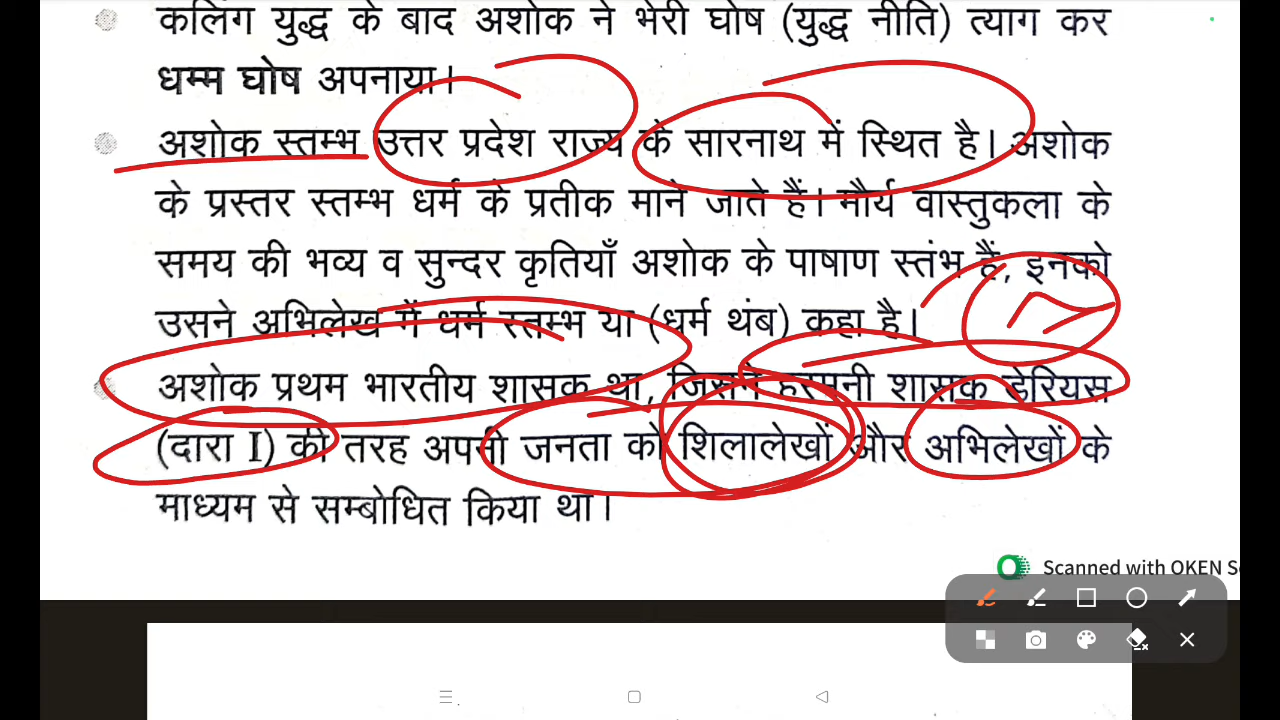 कलिंग युद्ध के बाद अशोक ने भेरी घोष (युद्ध नीति) त्याग कर
धम्म घोष अपनाया।
अशोक स्तम्भ उत्तर प्रदेश राज्य के सारनाथ में स्थित है। अशोक
के प्रस्तर स्तम्भ धर्म के प्रतीक माने जाते हैं। मौर्य वास्तुकला के
समय की भव्य व सुन्दर कृतियाँ अशोक के पाषाण स्तंभ हैं, इनको
उसने अभिलेख में धर्म स्तम्भ या (धर्म थंब) कहा है।
अशोक प्रथम भारतीय शासक था, जिसने हखमनी शासक डेरियस
(दारा I) की तरह अपनी जनता को शिलालेखों और अभिलेखों के
माध्यम से सम्बोधित किया था।
Scanned with OKEN S